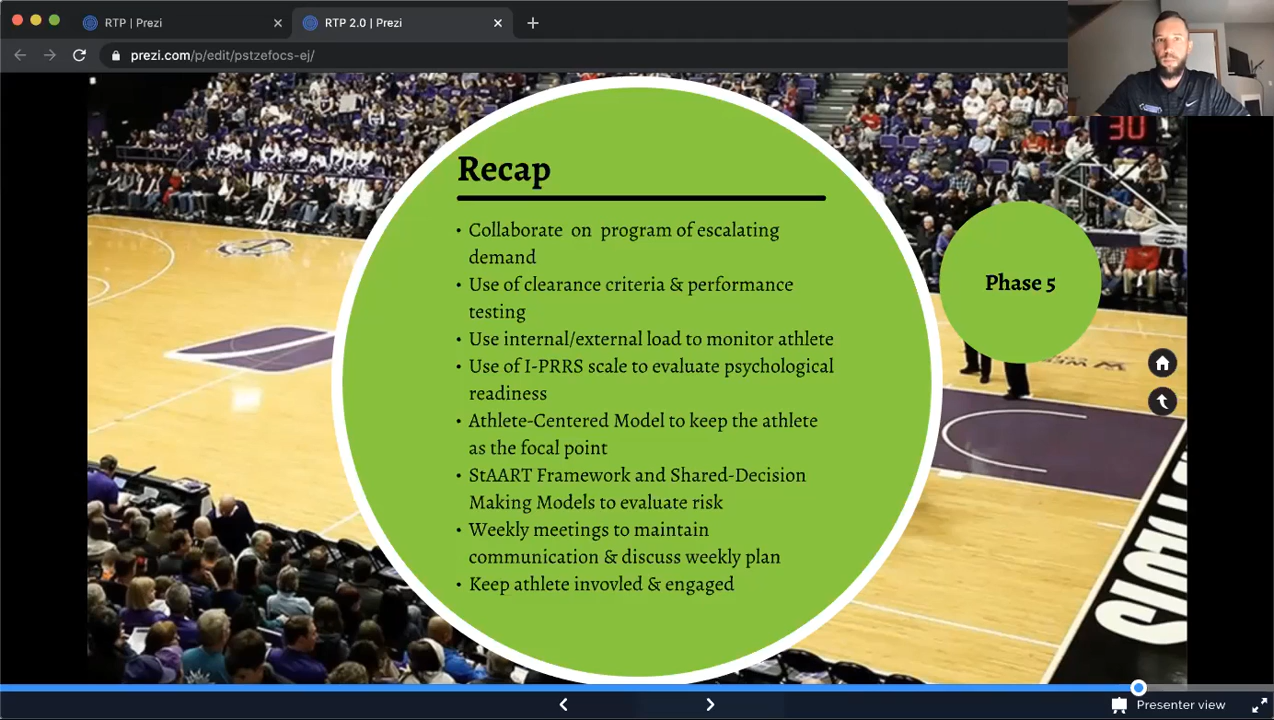 RTP | Prezi
RTP 2.0 | Prezi
prezi.com/p/edit/pstzefocs-ej/
30
Recap
• Collaborate on program of escalating
demand
• Use of clearance criteria & performance
testing
• Use internal/external load to monitor athlete
• Use of I-PRRS scale to evaluate psychological
readiness
• Athlete-Centered Model to keep the athlete
as the focal point
• StAART Framework and Shared-Decision
Making Models to evaluate risk
• Weekly meetings to maintain
communication & discuss weekly plan
• Keep athlete invovled & engaged
Phase 5
Presenter view